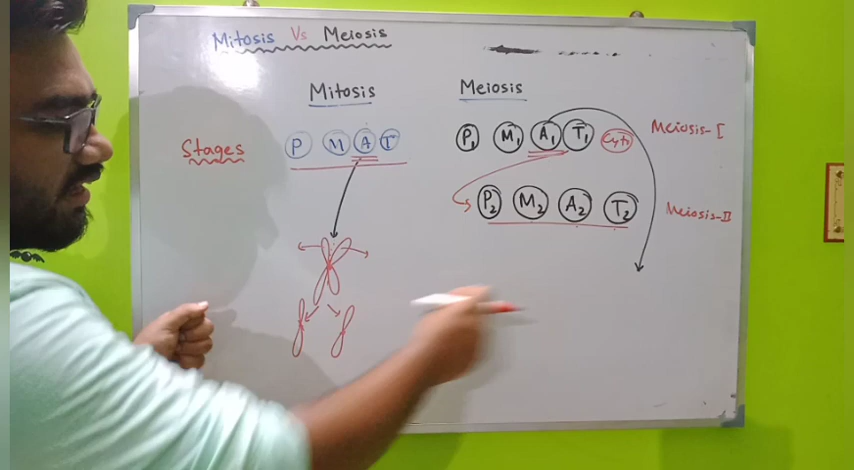 Mitosis Vs Meiosis
Mitosis
Meiosis
Stages
P M A T
P1 M1 A1 T1 Cyto
Meiosis-I
P2 M2 A2 T2
Meiosis-II